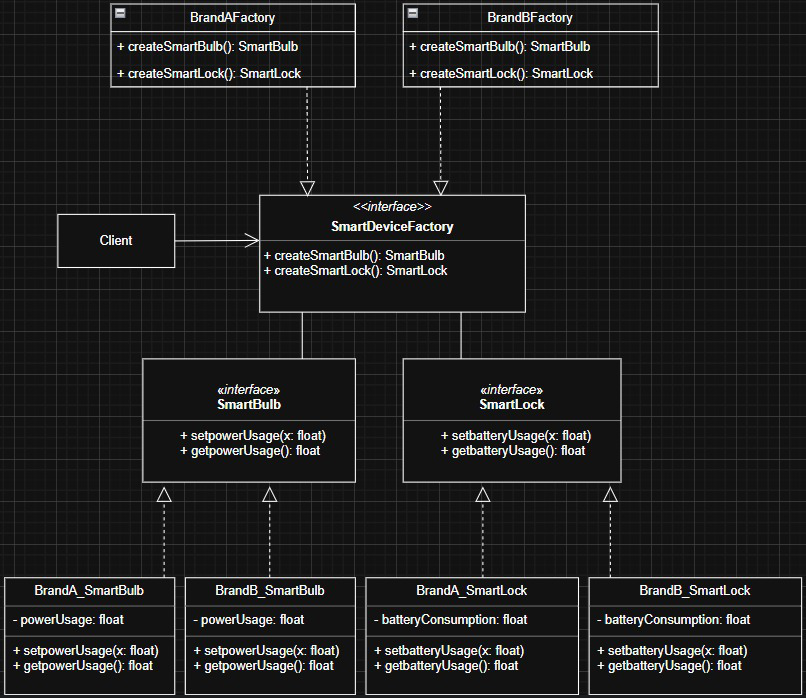 BrandAFactory
+ createSmartBulb(): SmartBulb
+ createSmartLock(): SmartLock
BrandBFactory
+ createSmartBulb(): SmartBulb
+ createSmartLock(): SmartLock
Client
<<interface>>
SmartDeviceFactory
+ createSmartBulb(): SmartBulb
+ createSmartLock(): SmartLock
«interface»
SmartBulb
+ setpowerUsage(x: float)
+ getpowerUsage(): float
«interface»
SmartLock
+ setbatteryUsage(x: float)
+ getbatteryUsage(): float
BrandA_SmartBulb
- powerUsage: float
+ setpowerUsage(x: float)
+ getpowerUsage(): float
BrandB_SmartBulb
- powerUsage: float
+ setpowerUsage(x: float)
+ getpowerUsage(): float
BrandA_SmartLock
- batteryConsumption: float
+ setbatteryUsage(x: float)
+ getbatteryUsage(): float
BrandB_SmartLock
- batteryConsumption: float
+ setbatteryUsage(x: float)
+ getbatteryUsage(): float